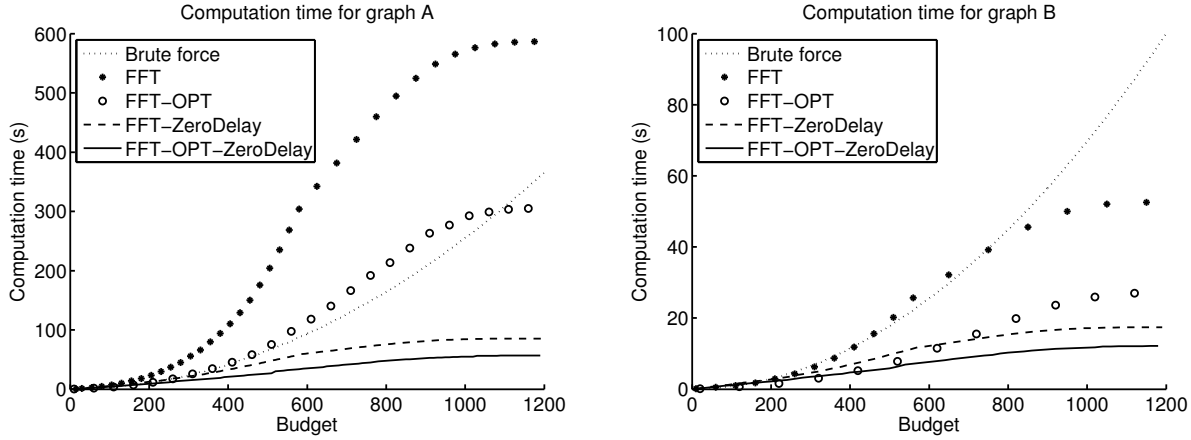 Computation time for graph A
600
500
400
300
200
100
0
Computation time (s)
Brute force
FFT
FFT−OPT
FFT−ZeroDelay
FFT−OPT−ZeroDelay
0 200 400 600 800 1000 1200
Budget
Computation time for graph B
100
80
60
40
20
0
Computation time (s)
Brute force
FFT
FFT−OPT
FFT−ZeroDelay
FFT−OPT−ZeroDelay
0 200 400 600 800 1000 1200
Budget